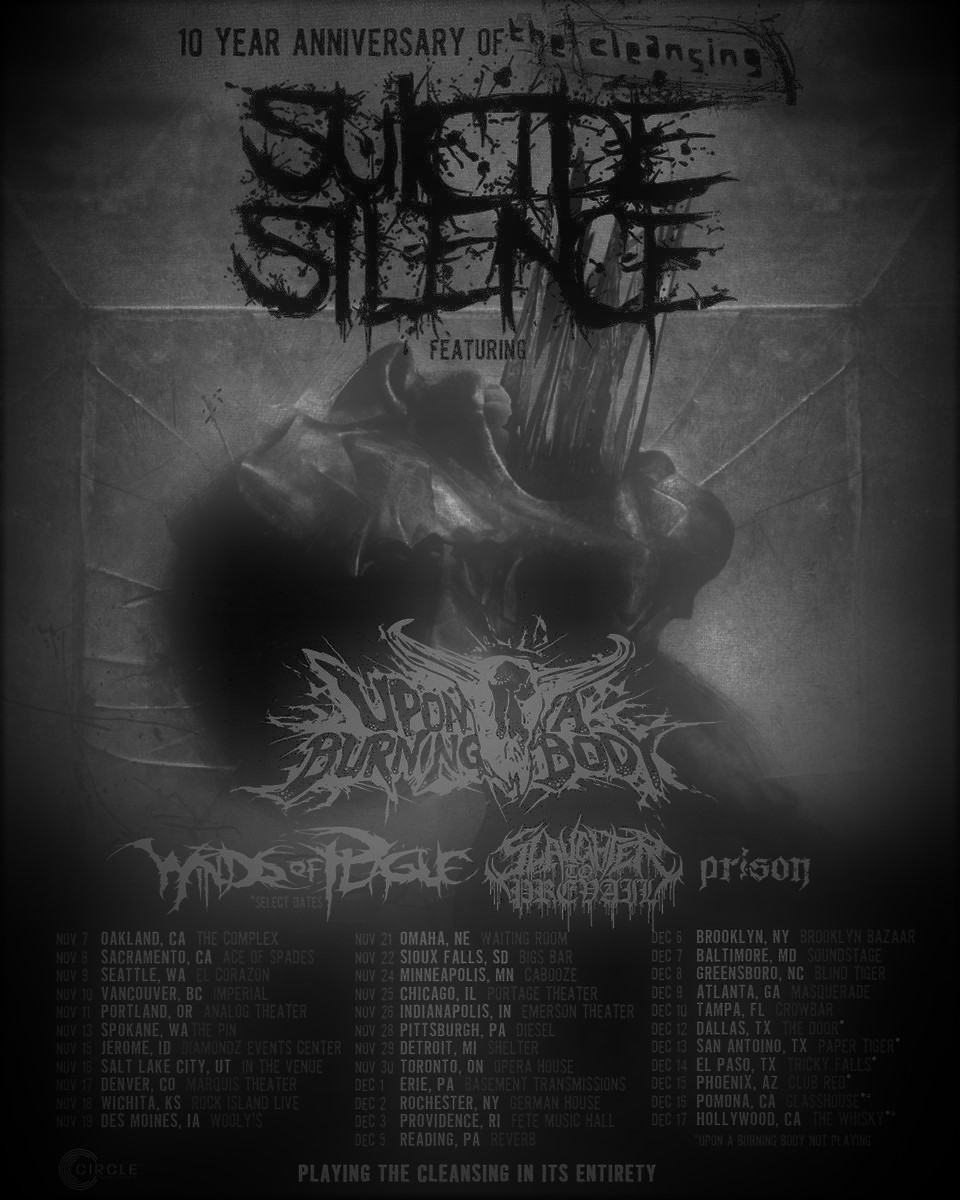 10 YEAR ANNIVERSARY OF the cleansing
SUICIDE
SILENCE
FEATURING
UPON A
BURNING BODY
WINDS OF PLAGUE
*SELECT DATES
SLAUGHTER
TO
PREVAIL
prison
NOV 7 OAKLAND, CA THE COMPLEX
NOV 8 SACRAMENTO, CA ACE OF SPADES
NOV 9 SEATTLE, WA EL CORAZON
NOV 10 VANCOUVER, BC IMPERIAL
NOV 11 PORTLAND, OR ANALOG THEATER
NOV 13 SPOKANE, WA THE PIN
NOV 15 JEROME, ID DIAMONDZ EVENTS CENTER
NOV 16 SALT LAKE CITY, UT IN THE VENUE
NOV 17 DENVER, CO MARQUIS THEATER
NOV 18 WICHITA, KS ROCK ISLAND LIVE
NOV 19 DES MOINES, IA WOOLY'S
NOV 21 OMAHA, NE WAITING ROOM
NOV 22 SIOUX FALLS, SD BIGS BAR
NOV 24 MINNEAPOLIS, MN CABOOZE
NOV 25 CHICAGO, IL PORTAGE THEATER
NOV 26 INDIANAPOLIS, IN EMERSON THEATER
NOV 28 PITTSBURGH, PA DIESEL
NOV 29 DETROIT, MI SHELTER
NOV 30 TORONTO, ON OPERA HOUSE
DEC 1 ERIE, PA BASEMENT TRANSMISSIONS
DEC 2 ROCHESTER, NY GERMAN HOUSE
DEC 3 PROVIDENCE, RI FETE MUSIC HALL
DEC 5 READING, PA REVERB
DEC 6 BROOKLYN, NY BROOKLYN BAZAAR
DEC 7 BALTIMORE, MD SOUNDSTAGE
DEC 8 GREENSBORO, NC BLIND TIGER
DEC 9 ATLANTA, GA MASQUERADE
DEC 10 TAMPA, FL CROWBAR
DEC 12 DALLAS, TX THE DOOR*
DEC 13 SAN ANTOINO, TX PAPER TIGER*
DEC 14 EL PASO, TX TRICKY FALLS*
DEC 15 PHOENIX, AZ CLUB RED*
DEC 16 POMONA, CA GLASSHOUSE*
DEC 17 HOLLYWOOD, CA THE WHISKY*
*UPON A BURNING BODY NOT PLAYING
CIRCLE
PLAYING THE CLEANSING IN ITS ENTIRETY